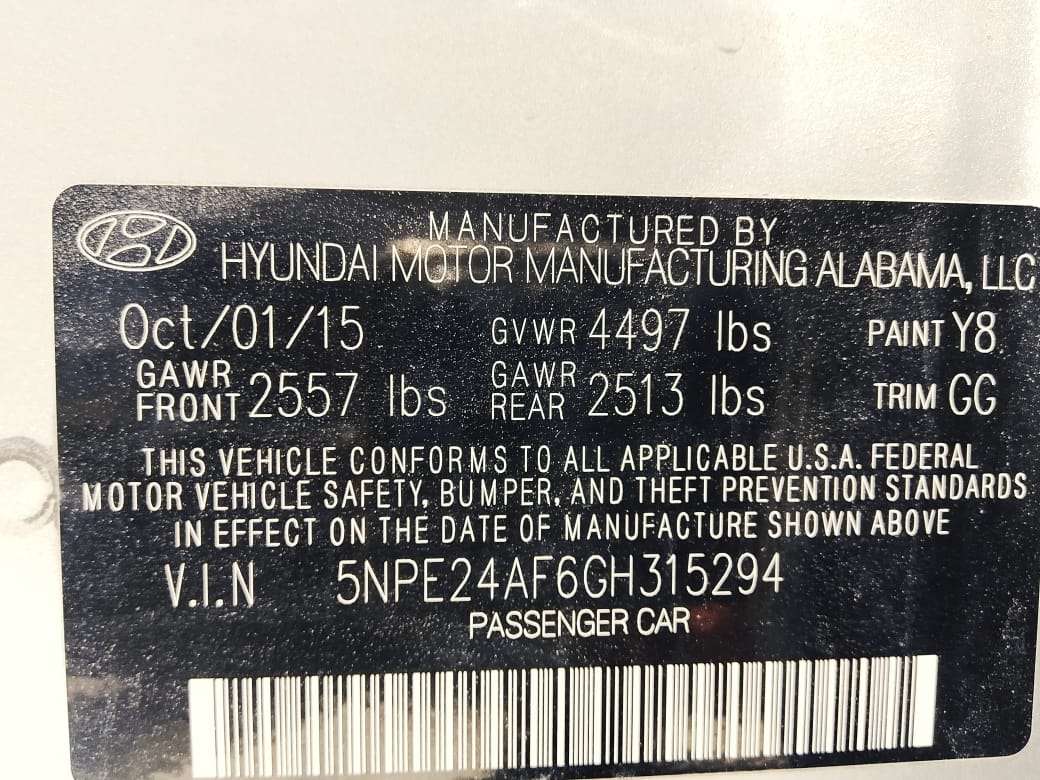 MANUFACTURED BY
HYUNDAI MOTOR MANUFACTURING ALABAMA, LLC
Oct/01/15 GVWR 4497 lbs PAINT Y8
GAWR FRONT 2557 lbs GAWR REAR 2513 lbs TRIM GG
THIS VEHICLE CONFORMS TO ALL APPLICABLE U.S.A. FEDERAL
MOTOR VEHICLE SAFETY, BUMPER, AND THEFT PREVENTION STANDARDS
IN EFFECT ON THE DATE OF MANUFACTURE SHOWN ABOVE
V.I.N 5NPE24AF6GH315294
PASSENGER CAR